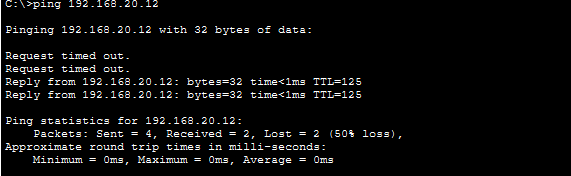 C:\>ping 192.168.20.12
Pinging 192.168.20.12 with 32 bytes of data:
Request timed out.
Request timed out.
Reply from 192.168.20.12: bytes=32 time<1ms TTL=125
Reply from 192.168.20.12: bytes=32 time<1ms TTL=125
Ping statistics for 192.168.20.12:
Packets: Sent = 4, Received = 2, Lost = 2 (50% loss),
Approximate round trip times in milli-seconds:
Minimum = 0ms, Maximum = 0ms, Average = 0ms